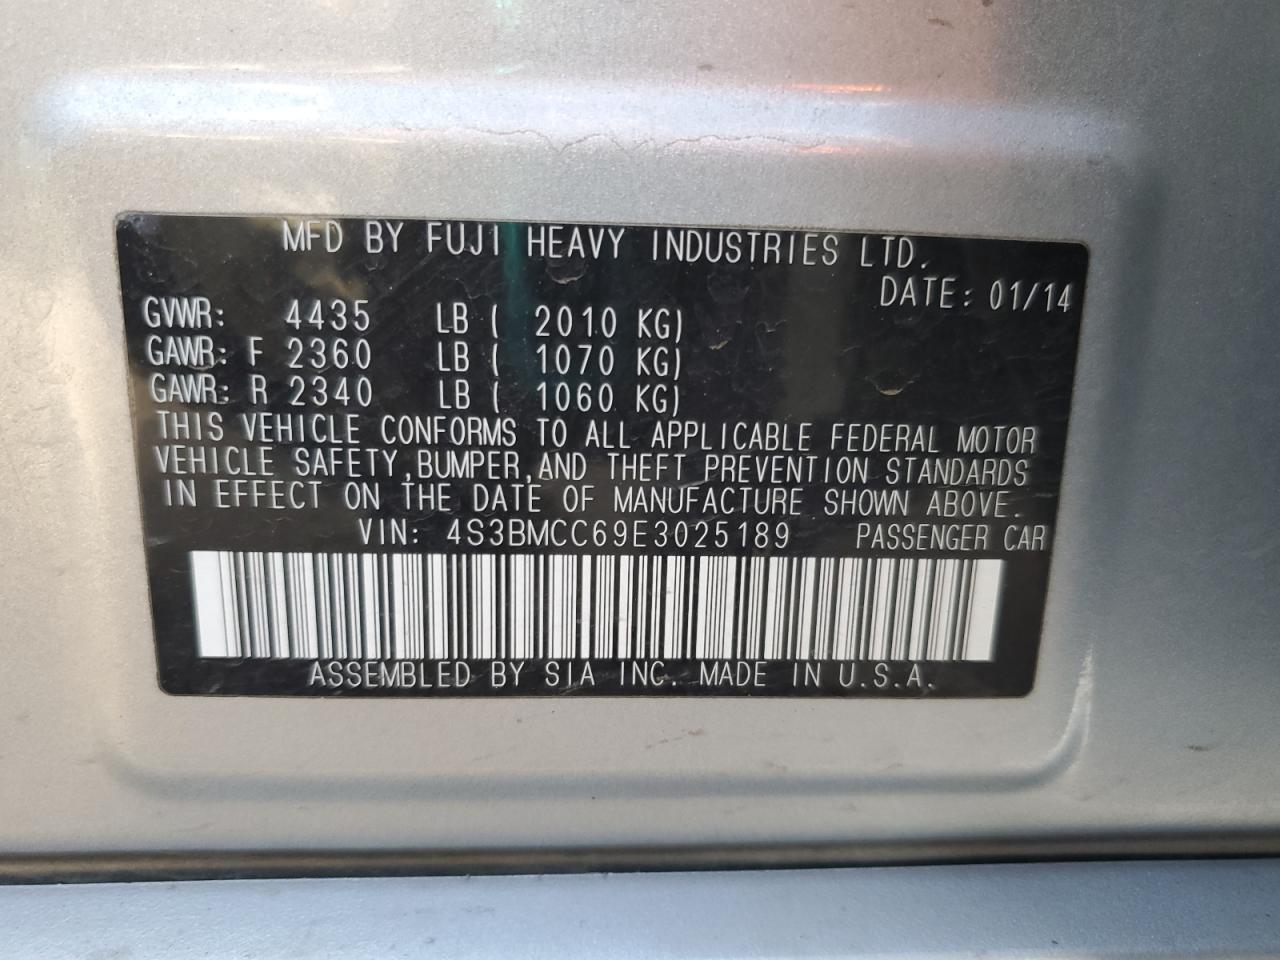 MFD BY FUJI HEAVY INDUSTRIES LTD.
DATE: 01/14
GVWR: 4435 LB ( 2010 KG)
GAWR: F 2360 LB ( 1070 KG)
GAWR: R 2340 LB ( 1060 KG)
THIS VEHICLE CONFORMS TO ALL APPLICABLE FEDERAL MOTOR
VEHICLE SAFETY,BUMPER,AND THEFT PREVENTION STANDARDS
IN EFFECT ON THE DATE OF MANUFACTURE SHOWN ABOVE.
VIN: 4S3BMCC69E3025189 PASSENGER CAR
ASSEMBLED BY SIA INC. MADE IN U.S.A.